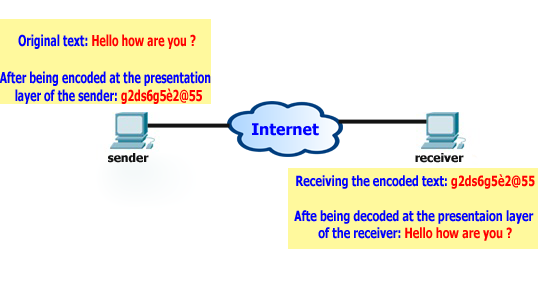 Original text: Hello how are you ?
After being encoded at the presentation
layer of the sender: g2ds6g5è2@55
Internet
sender
receiver
Receiving the encoded text: g2ds6g5è2@55
Afte being decoded at the presentaion layer
of the receiver: Hello how are you ?